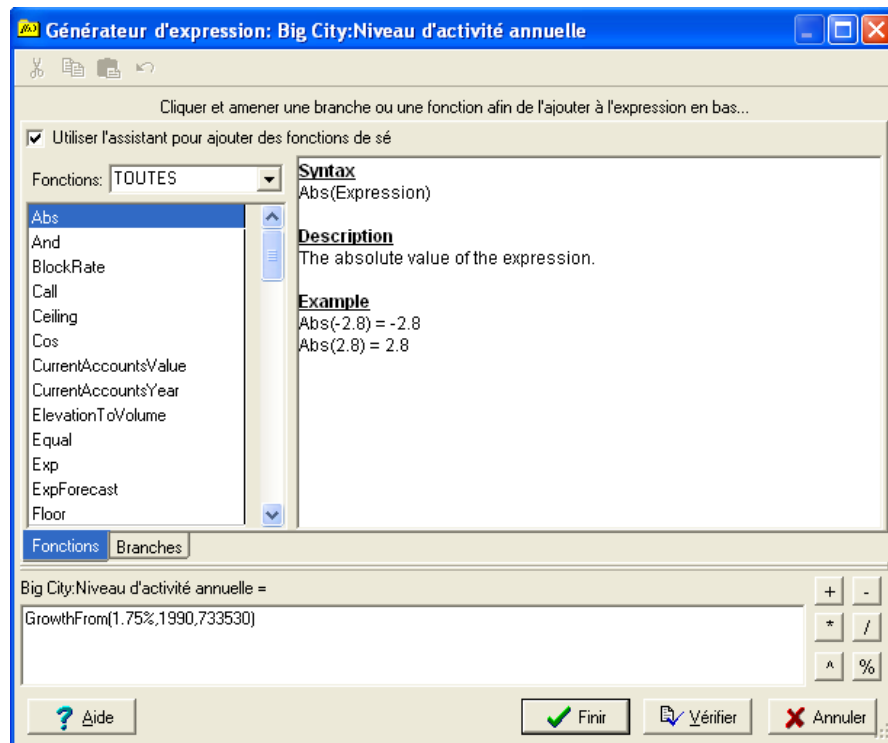 Générateur d'expression: Big City:Niveau d'activité annuelle
Cliquer et amener une branche ou une fonction afin de l'ajouter à l'expression en bas...
Utiliser l'assistant pour ajouter des fonctions de sé
Fonctions: TOUTES
Abs
And
BlockRate
Call
Ceiling
Cos
CurrentAccountsValue
CurrentAccountsYear
ElevationToVolume
Equal
Exp
ExpForecast
Floor
Syntax
Abs(Expression)
Description
The absolute value of the expression.
Example
Abs(-2.8) = -2.8
Abs(2.8) = 2.8
Fonctions Branches
Big City:Niveau d'activité annuelle =
GrowthFrom(1.75%,1990,733530)
+ -
* /
^ %
? Aide
Finir
Vérifier
Annuler